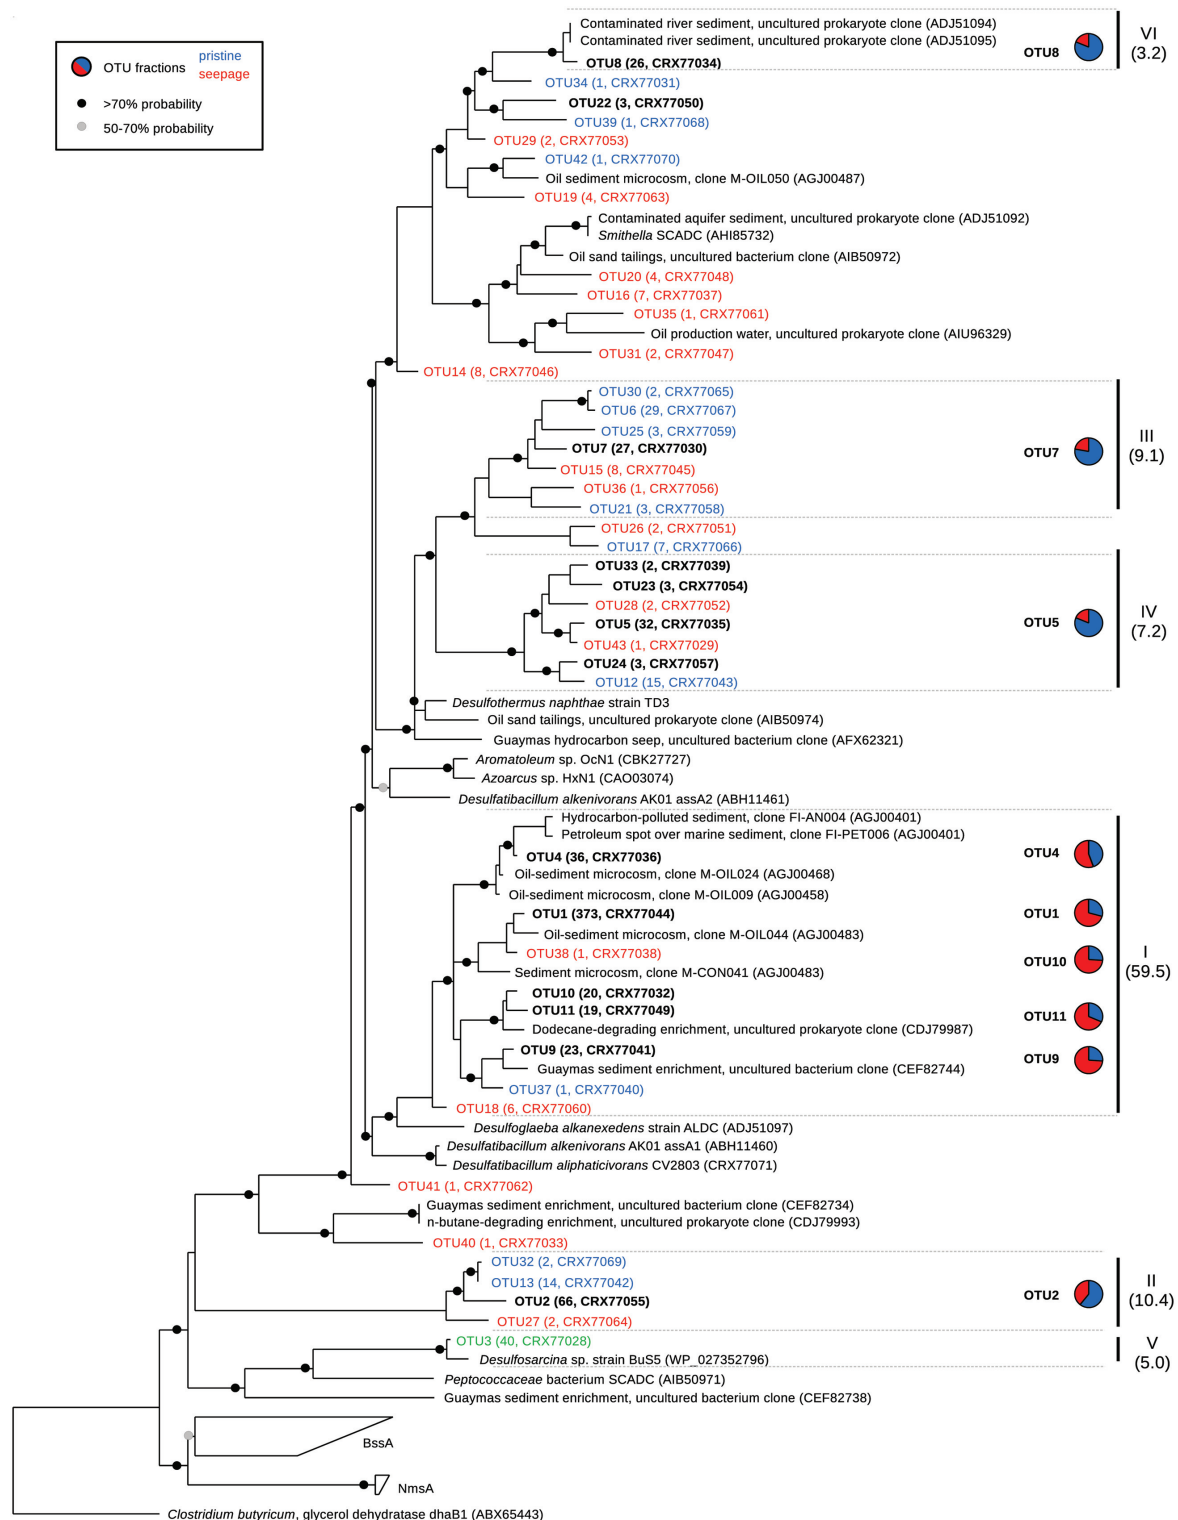 OTU fractions
pristine
seepage
>70% probability
50-70% probability
Contaminated river sediment, uncultured prokaryote clone (ADJ51094)
Contaminated river sediment, uncultured prokaryote clone (ADJ51095)
OTU8 (26, CRX77034)
OTU8
VI
(3.2)
OTU34 (1, CRX77031)
OTU22 (3, CRX77050)
OTU39 (1, CRX77068)
OTU29 (2, CRX77053)
OTU42 (1, CRX77070)
Oil sediment microcosm, clone M-OIL050 (AGJ00487)
OTU19 (4, CRX77063)
Contaminated aquifer sediment, uncultured prokaryote clone (ADJ51092)
Smithella SCADC (AHI85732)
Oil sand tailings, uncultured bacterium clone (AIB50972)
OTU20 (4, CRX77048)
OTU16 (7, CRX77037)
OTU35 (1, CRX77061)
Oil production water, uncultured prokaryote clone (AIU96329)
OTU31 (2, CRX77047)
OTU14 (8, CRX77046)
OTU30 (2, CRX77065)
OTU6 (29, CRX77067)
OTU25 (3, CRX77059)
OTU7 (27, CRX77030)
OTU7
III
(9.1)
OTU15 (8, CRX77045)
OTU36 (1, CRX77056)
OTU21 (3, CRX77058)
OTU26 (2, CRX77051)
OTU17 (7, CRX77066)
OTU33 (2, CRX77039)
OTU23 (3, CRX77054)
OTU28 (2, CRX77052)
OTU5 (32, CRX77035)
OTU5
IV
(7.2)
OTU43 (1, CRX77029)
OTU24 (3, CRX77057)
OTU12 (15, CRX77043)
Desulfothermus naphthae strain TD3
Oil sand tailings, uncultured prokaryote clone (AIB50974)
Guaymas hydrocarbon seep, uncultured bacterium clone (AFX62321)
Aromatoleum sp. OcN1 (CBK27727)
Azoarcus sp. HxN1 (CAO03074)
Desulfatibacillum alkenivorans AK01 assA2 (ABH11461)
Hydrocarbon-polluted sediment, clone FI-AN004 (AGJ00401)
Petroleum spot over marine sediment, clone FI-PET006 (AGJ00401)
OTU4 (36, CRX77036)
OTU4
Oil-sediment microcosm, clone M-OIL024 (AGJ00468)
Oil-sediment microcosm, clone M-OIL009 (AGJ00458)
OTU1 (373, CRX77044)
OTU1
Oil-sediment microcosm, clone M-OIL044 (AGJ00483)
OTU38 (1, CRX77038)
OTU10
I
(59.5)
Sediment microcosm, clone M-CON041 (AGJ00483)
OTU10 (20, CRX77032)
OTU11 (19, CRX77049)
OTU11
Dodecane-degrading enrichment, uncultured prokaryote clone (CDJ79987)
OTU9 (23, CRX77041)
OTU9
Guaymas sediment enrichment, uncultured bacterium clone (CEF82744)
OTU37 (1, CRX77040)
OTU18 (6, CRX77060)
Desulfoglaeba alkanexedens strain ALDC (ADJ51097)
Desulfatibacillum alkenivorans AK01 assA1 (ABH11460)
Desulfatibacillum aliphaticivorans CV2803 (CRX77071)
OTU41 (1, CRX77062)
Guaymas sediment enrichment, uncultured bacterium clone (CEF82734)
n-butane-degrading enrichment, uncultured prokaryote clone (CDJ79993)
OTU40 (1, CRX77033)
OTU32 (2, CRX77069)
OTU13 (14, CRX77042)
OTU2 (66, CRX77055)
OTU2
II
(10.4)
OTU27 (2, CRX77064)
OTU3 (40, CRX77028)
V
(5.0)
Desulfosarcina sp. strain BuS5 (WP_027352796)
Peptococcaceae bacterium SCADC (AIB50971)
Guaymas sediment enrichment, uncultured bacterium clone (CEF82738)
BssA
NmsA
Clostridium butyricum, glycerol dehydratase dhaB1 (ABX65443)